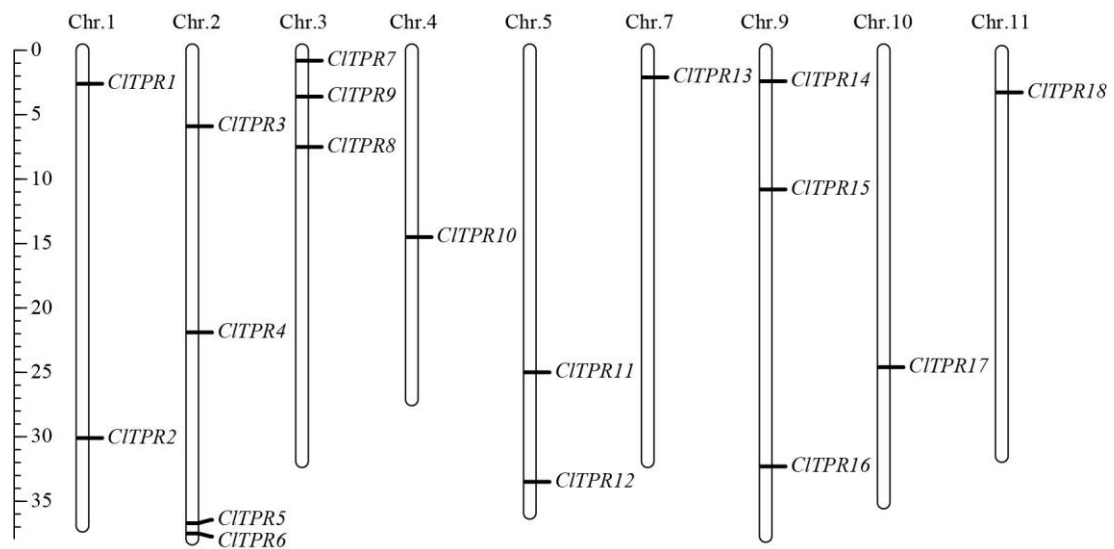 Chr.1 Chr.2 Chr.3 Chr.4 Chr.5 Chr.7 Chr.9 Chr.10 Chr.11
0
5
10
15
20
25
30
35
ClTPR1
ClTPR2
ClTPR3
ClTPR4
ClTPR5
ClTPR6
ClTPR7
ClTPR9
ClTPR8
ClTPR10
ClTPR11
ClTPR12
ClTPR13
ClTPR14
ClTPR15
ClTPR16
ClTPR17
ClTPR18